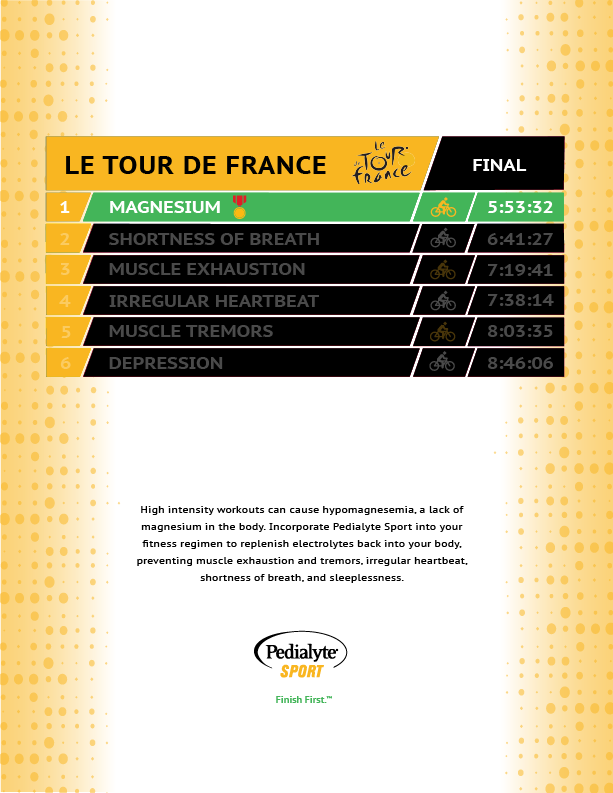 LE TOUR DE FRANCE
le TOUR de france
FINAL
1 MAGNESIUM 5:53:32
2 SHORTNESS OF BREATH 6:41:27
3 MUSCLE EXHAUSTION 7:19:41
4 IRREGULAR HEARTBEAT 7:38:14
5 MUSCLE TREMORS 8:03:35
6 DEPRESSION 8:46:06
High intensity workouts can cause hypomagnesemia, a lack of
magnesium in the body. Incorporate Pedialyte Sport into your
fitness regimen to replenish electrolytes back into your body,
preventing muscle exhaustion and tremors, irregular heartbeat,
shortness of breath, and sleeplessness.
Pedialyte®
SPORT
Finish First.™